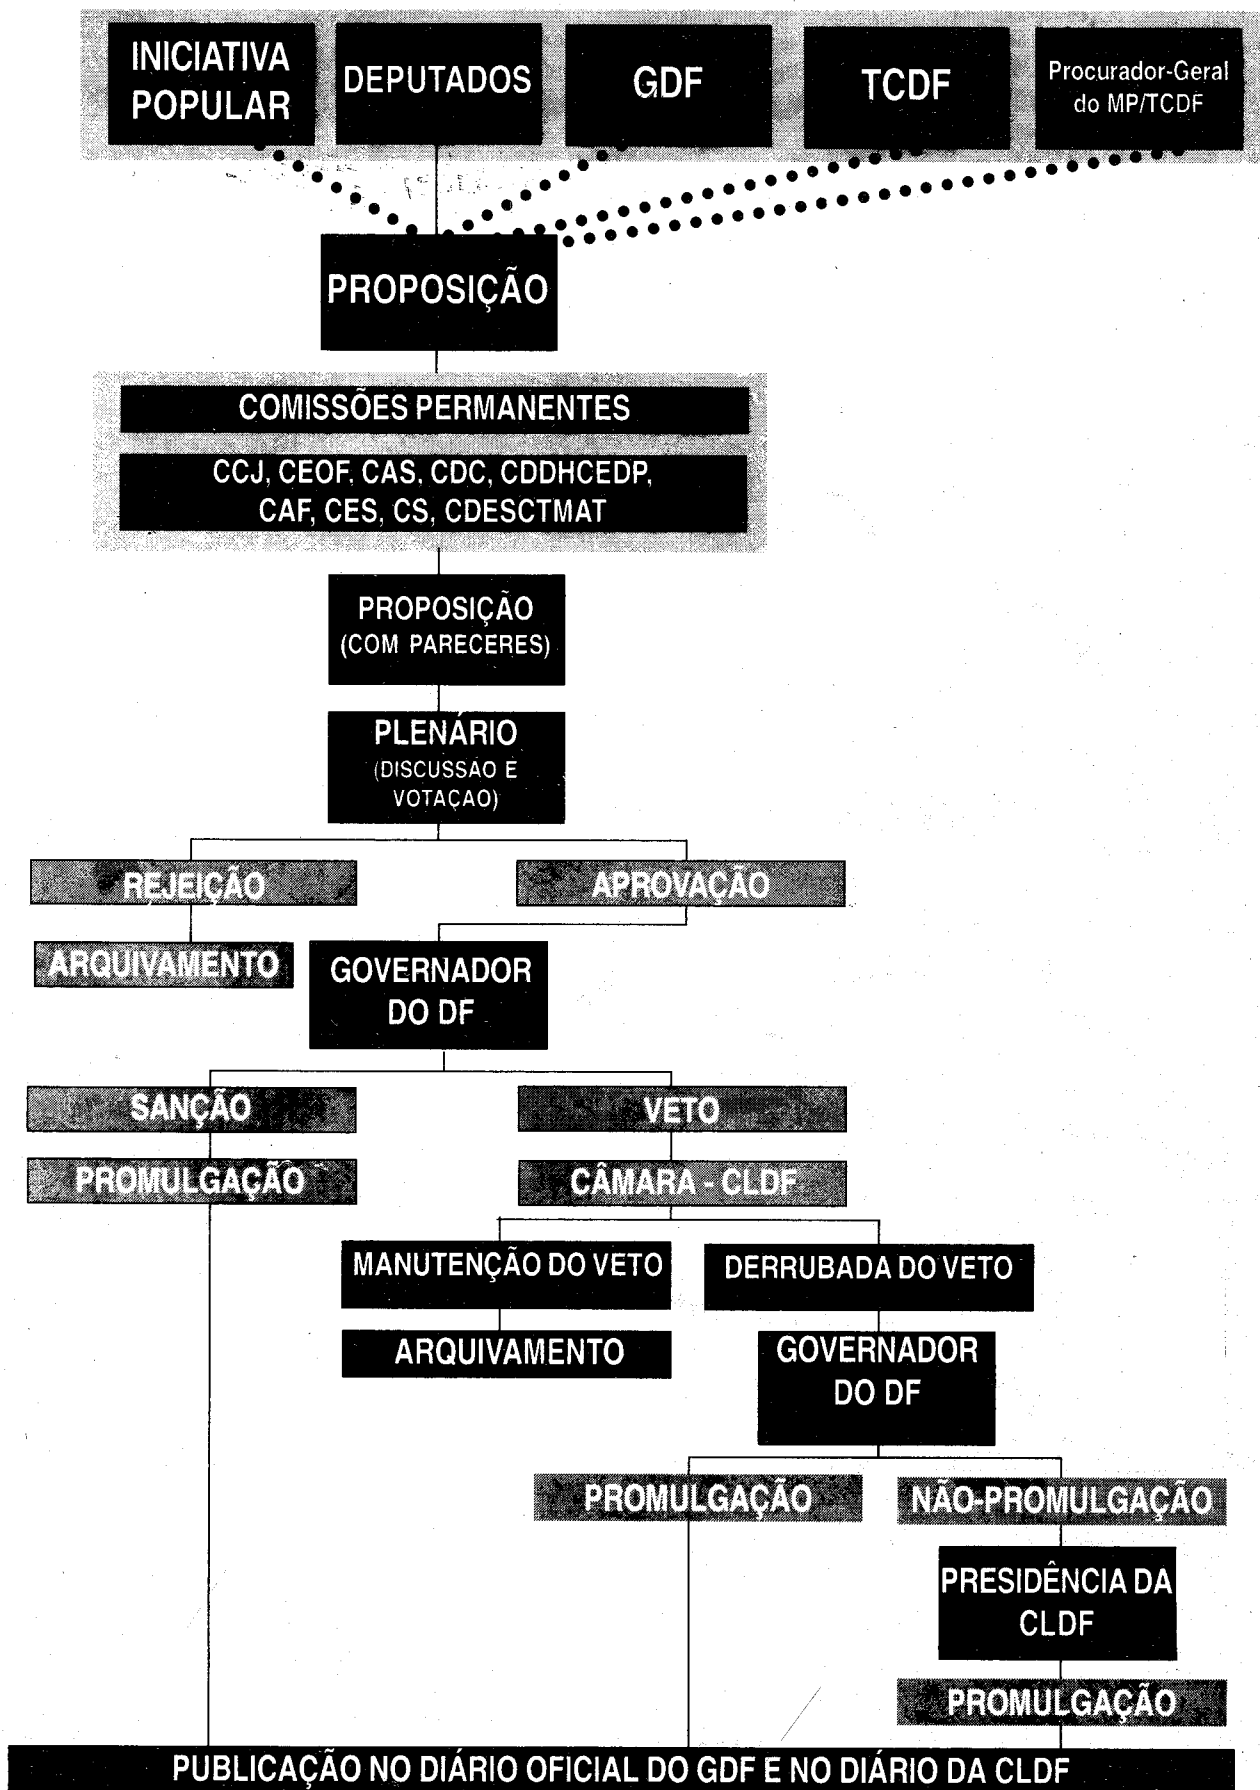 INICIATIVA
POPULAR
DEPUTADOS
GDF
TCDF
Procurador-Geral
do MP/TCDF
PROPOSIÇÃO
COMISSÕES PERMANENTES
CCJ, CEOF, CAS, CDC, CDDHCEDP,
CAF, CES, CS, CDESCTMAT
PROPOSIÇÃO
(COM PARECERES)
PLENÁRIO
(DISCUSSAO E
VOTAÇAO)
REJEIÇÃO
APROVAÇÃO
ARQUIVAMENTO
GOVERNADOR
DO DF
SANÇÃO
VETO
PROMULGAÇÃO
CÂMARA - CLDF
MANUTENÇÃO DO VETO
DERRUBADA DO VETO
ARQUIVAMENTO
GOVERNADOR
DO DF
PROMULGAÇÃO
NÃO-PROMULGAÇÃO
PRESIDÊNCIA DA
CLDF
PROMULGAÇÃO
PUBLICAÇÃO NO DIÁRIO OFICIAL DO GDF E NO DIÁRIO DA CLDF